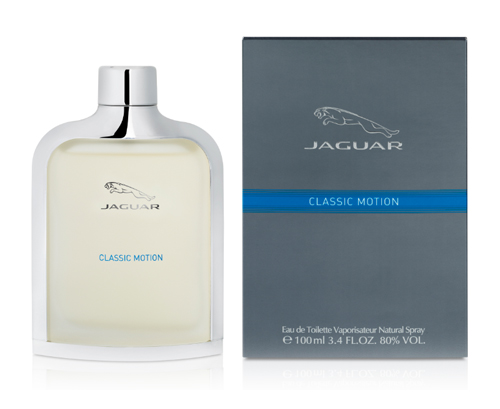 JAGUAR
CLASSIC MOTION
JAGUAR
CLASSIC MOTION
Eau de Toilette Vaporisateur Natural Spray
℮ 100 ml 3.4 FL.OZ. 80% VOL.